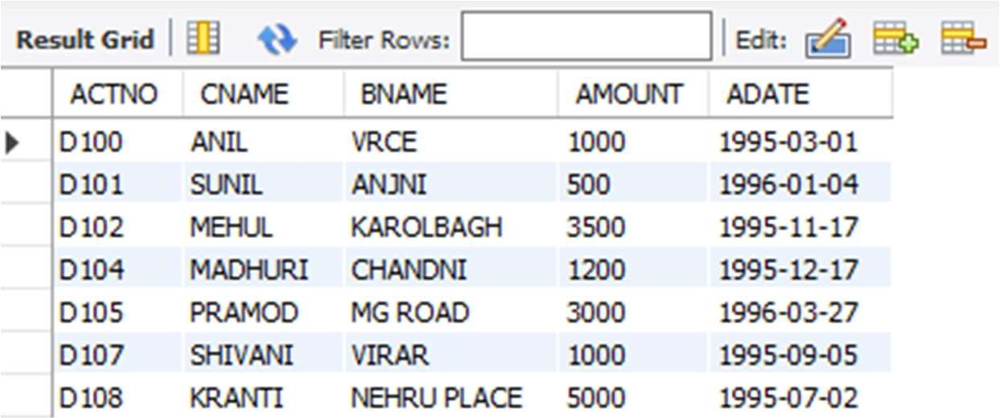 Result Grid Filter Rows: Edit:
ACTNO CNAME BNAME AMOUNT ADATE
D100 ANIL VRCE 1000 1995-03-01
D101 SUNIL ANJNI 500 1996-01-04
D102 MEHUL KAROLBAGH 3500 1995-11-17
D104 MADHURI CHANDNI 1200 1995-12-17
D105 PRAMOD MG ROAD 3000 1996-03-27
D107 SHIVANI VIRAR 1000 1995-09-05
D108 KRANTI NEHRU PLACE 5000 1995-07-02